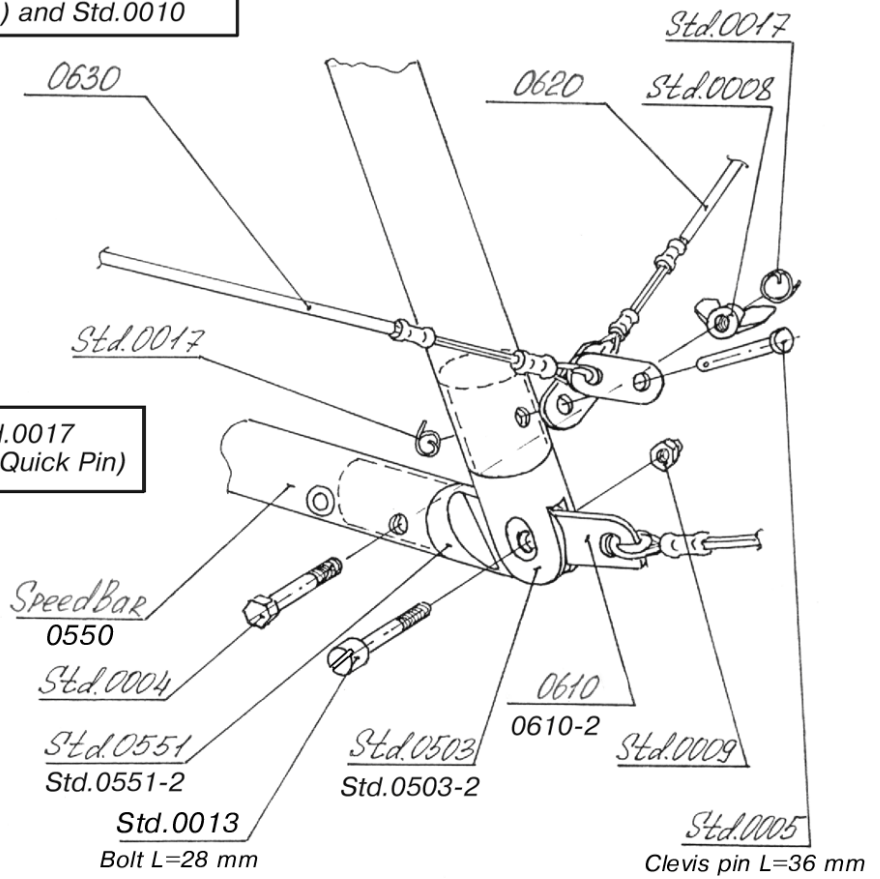 ) and Std.0010
Std.0017
0630
0620
Std.0008
Std.0017
.0017
Quick Pin)
SpeedBar
0550
Std.0004
0610
0610-2
Std.0551
Std.0551-2
Std.0503
Std.0503-2
Std.0009
Std.0013
Bolt L=28 mm
Std.0005
Clevis pin L=36 mm